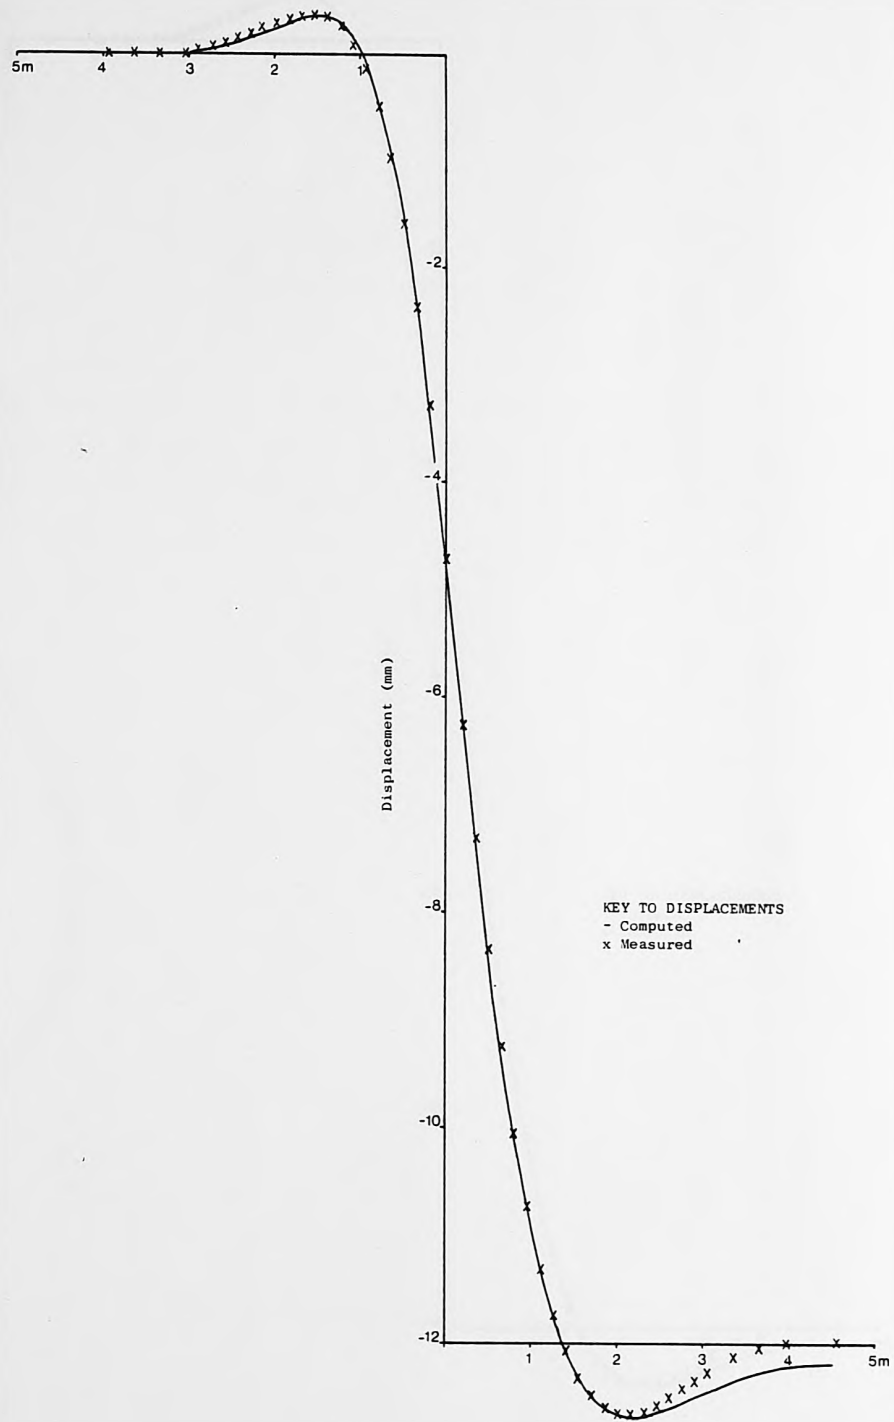 5m 4 3 2 1
-2
-4
-6
Displacement (mm)
-8
KEY TO DISPLACEMENTS
- Computed
x Measured
-10
-12
1 2 3 4 5m